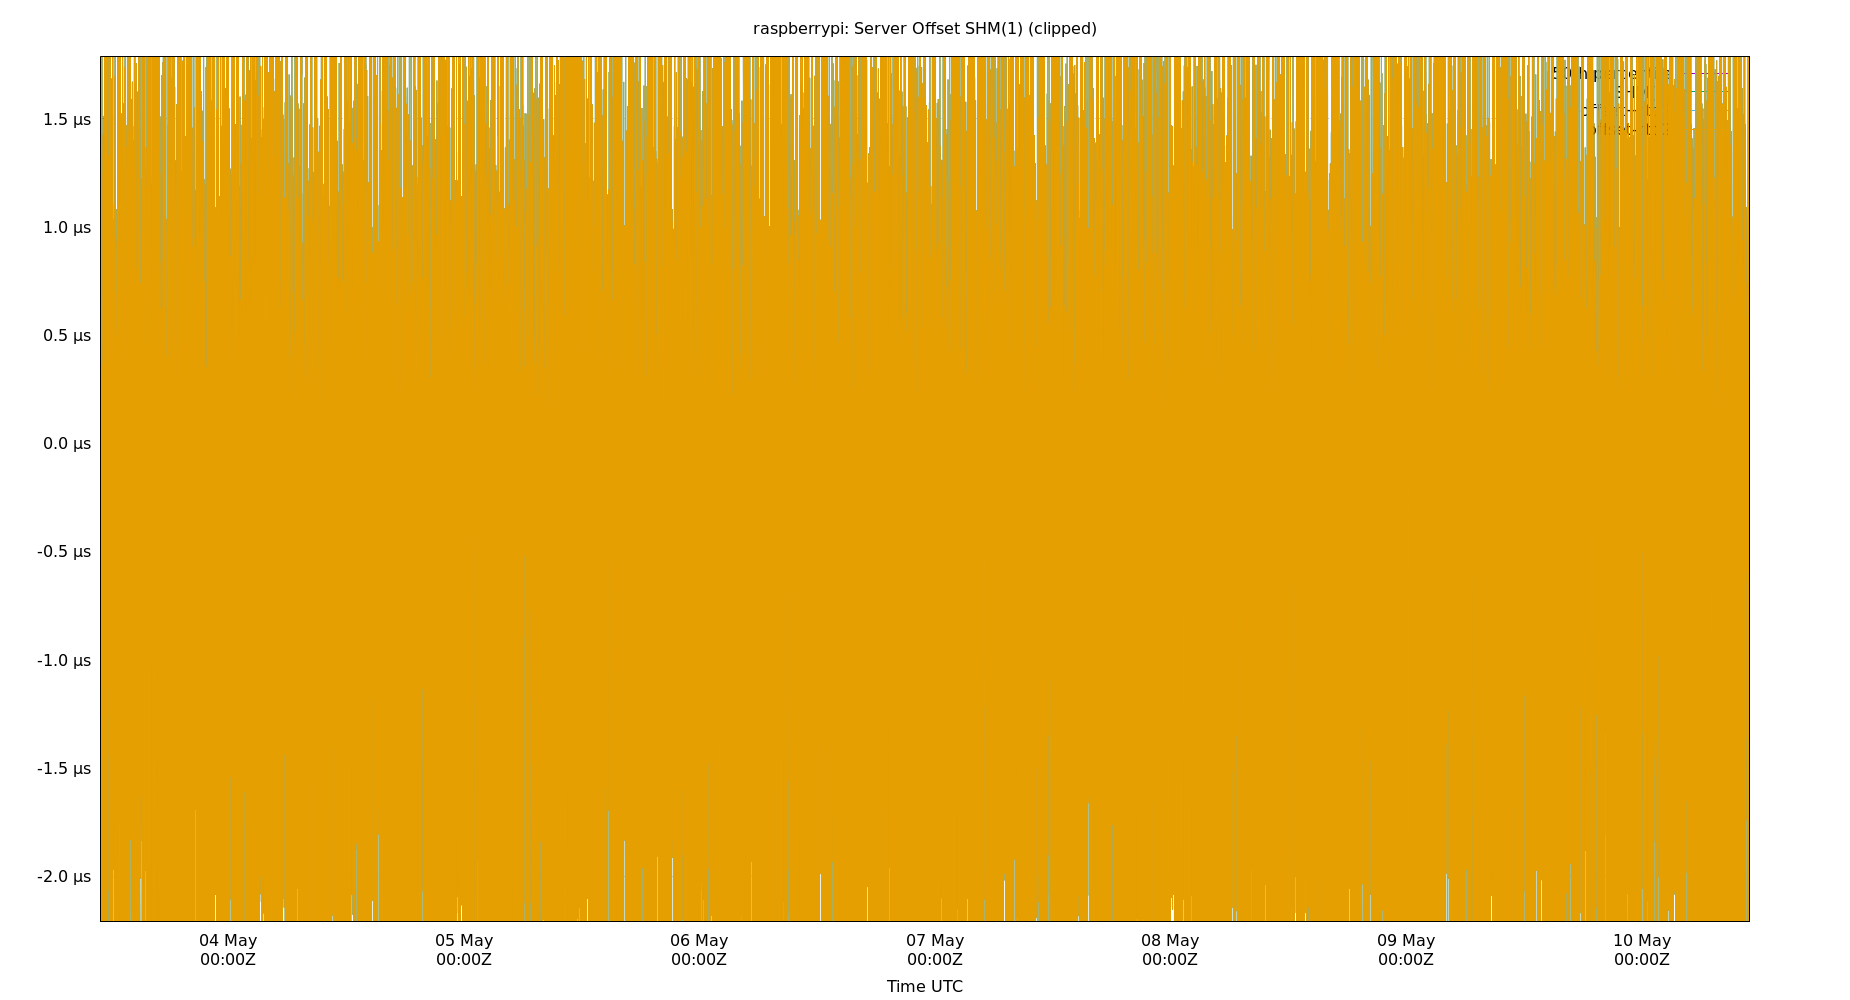 raspberrypi: Server Offset SHM(1) (clipped)
1.5 µs
1.0 µs
0.5 µs
0.0 µs
-0.5 µs
-1.0 µs
-1.5 µs
-2.0 µs
04 May 05 May 06 May 07 May 08 May 09 May 10 May
00:00Z 00:00Z 00:00Z 00:00Z 00:00Z 00:00Z 00:00Z
Time UTC